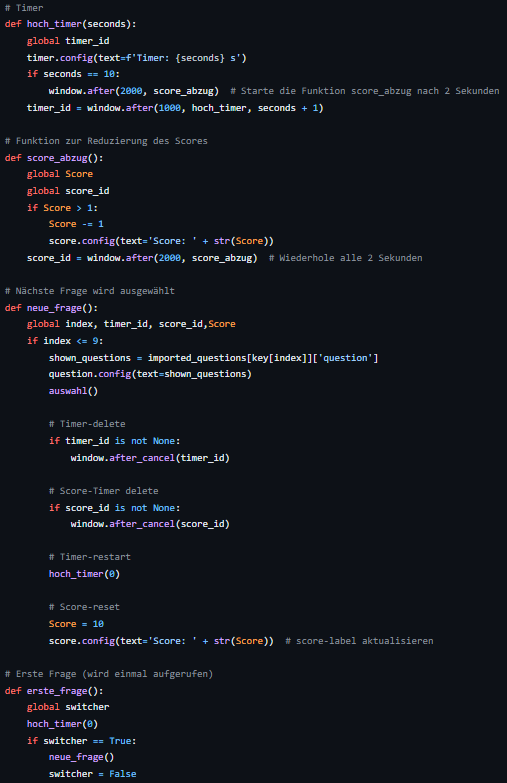 # Timer
def hoch_timer(seconds):
    global timer_id
    timer.config(text=f'Timer: {seconds} s')
    if seconds == 10:
        window.after(2000, score_abzug)  # Starte die Funktion score_abzug nach 2 Sekunden
    timer_id = window.after(1000, hoch_timer, seconds + 1)

# Funktion zur Reduzierung des Scores
def score_abzug():
    global Score
    global score_id
    if Score > 1:
        Score -= 1
        score.config(text='Score: ' + str(Score))
    score_id = window.after(2000, score_abzug)  # Wiederhole alle 2 Sekunden

# Nächste Frage wird ausgewählt
def neue_frage():
    global index, timer_id, score_id,Score
    if index <= 9:
        shown_questions = imported_questions[key[index]]['question']
        question.config(text=shown_questions)
        auswahl()

        # Timer-delete
        if timer_id is not None:
            window.after_cancel(timer_id)

        # Score-Timer delete
        if score_id is not None:
            window.after_cancel(score_id)

        # Timer-restart
        hoch_timer(0)

        # Score-reset
        Score = 10
        score.config(text='Score: ' + str(Score))  # score-label aktualisieren

# Erste Frage (wird einmal aufgerufen)
def erste_frage():
    global switcher
    hoch_timer(0)
    if switcher == True:
        neue_frage()
        switcher = False